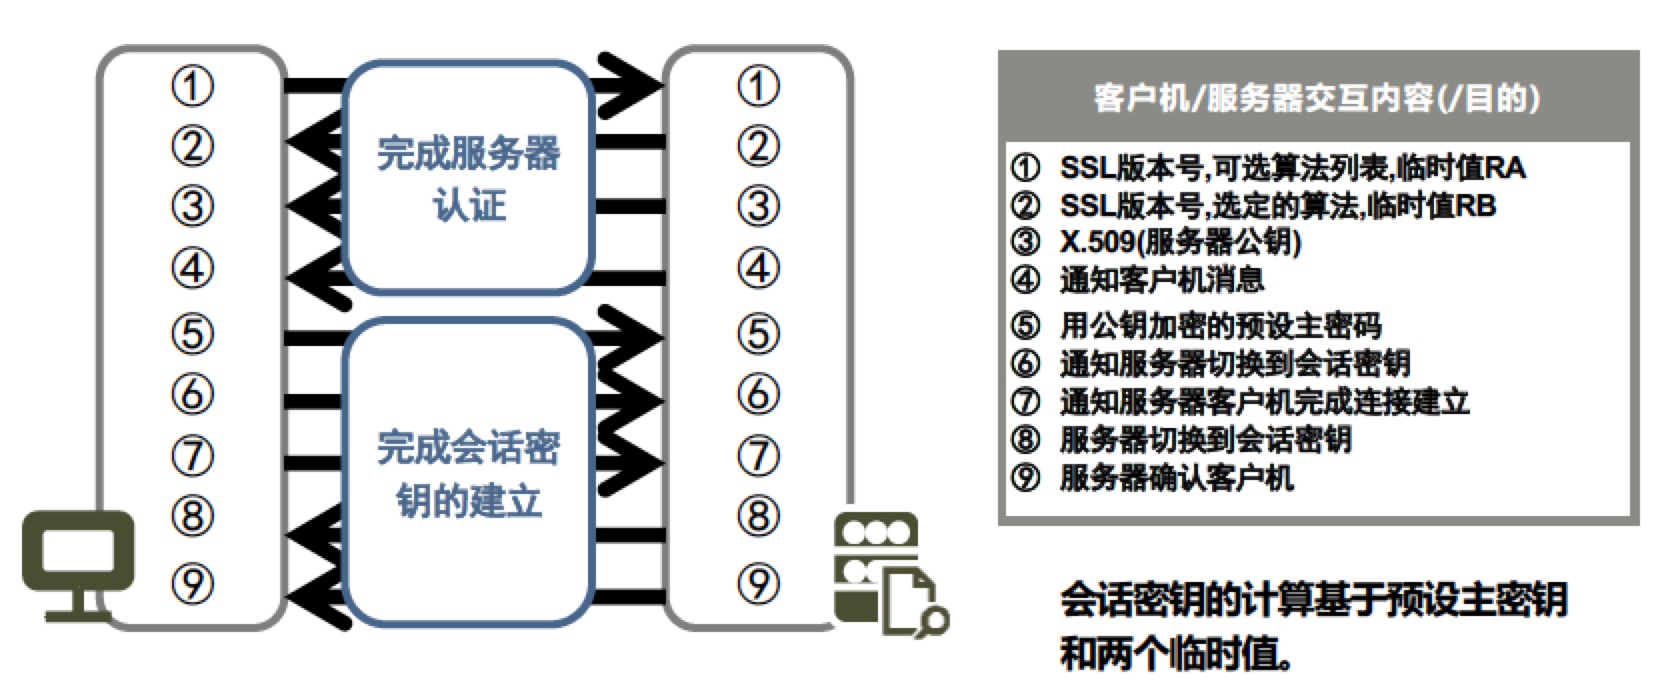 ①
②
③
④
⑤
⑥
⑦
⑧
⑨
完成服务器
认证
完成会话密
钥的建立
①
②
③
④
⑤
⑥
⑦
⑧
⑨
客户机/服务器交互内容(/目的)
① SSL版本号,可选算法列表,临时值RA
② SSL版本号,选定的算法,临时值RB
③ X.509(服务器公钥)
④ 通知客户机消息
⑤ 用公钥加密的预设主密码
⑥ 通知服务器切换到会话密钥
⑦ 通知服务器客户机完成连接建立
⑧ 服务器切换到会话密钥
⑨ 服务器确认客户机
会话密钥的计算基于预设主密钥
和两个临时值。